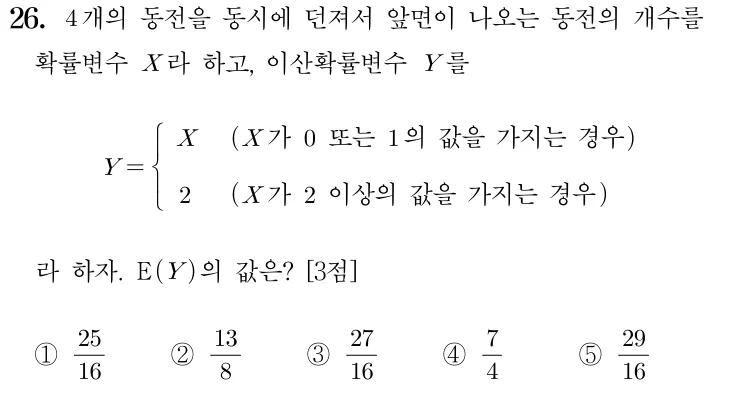 26. 4개의 동전을 동시에 던져서 앞면이 나오는 동전의 개수를
확률변수 X라 하고, 이산확률변수 Y를
Y = { X (X가 0 또는 1의 값을 가지는 경우)
2 (X가 2 이상의 값을 가지는 경우)
라 하자. E(Y)의 값은? [3점]
① 25/16 ② 13/8 ③ 27/16 ④ 7/4 ⑤ 29/16